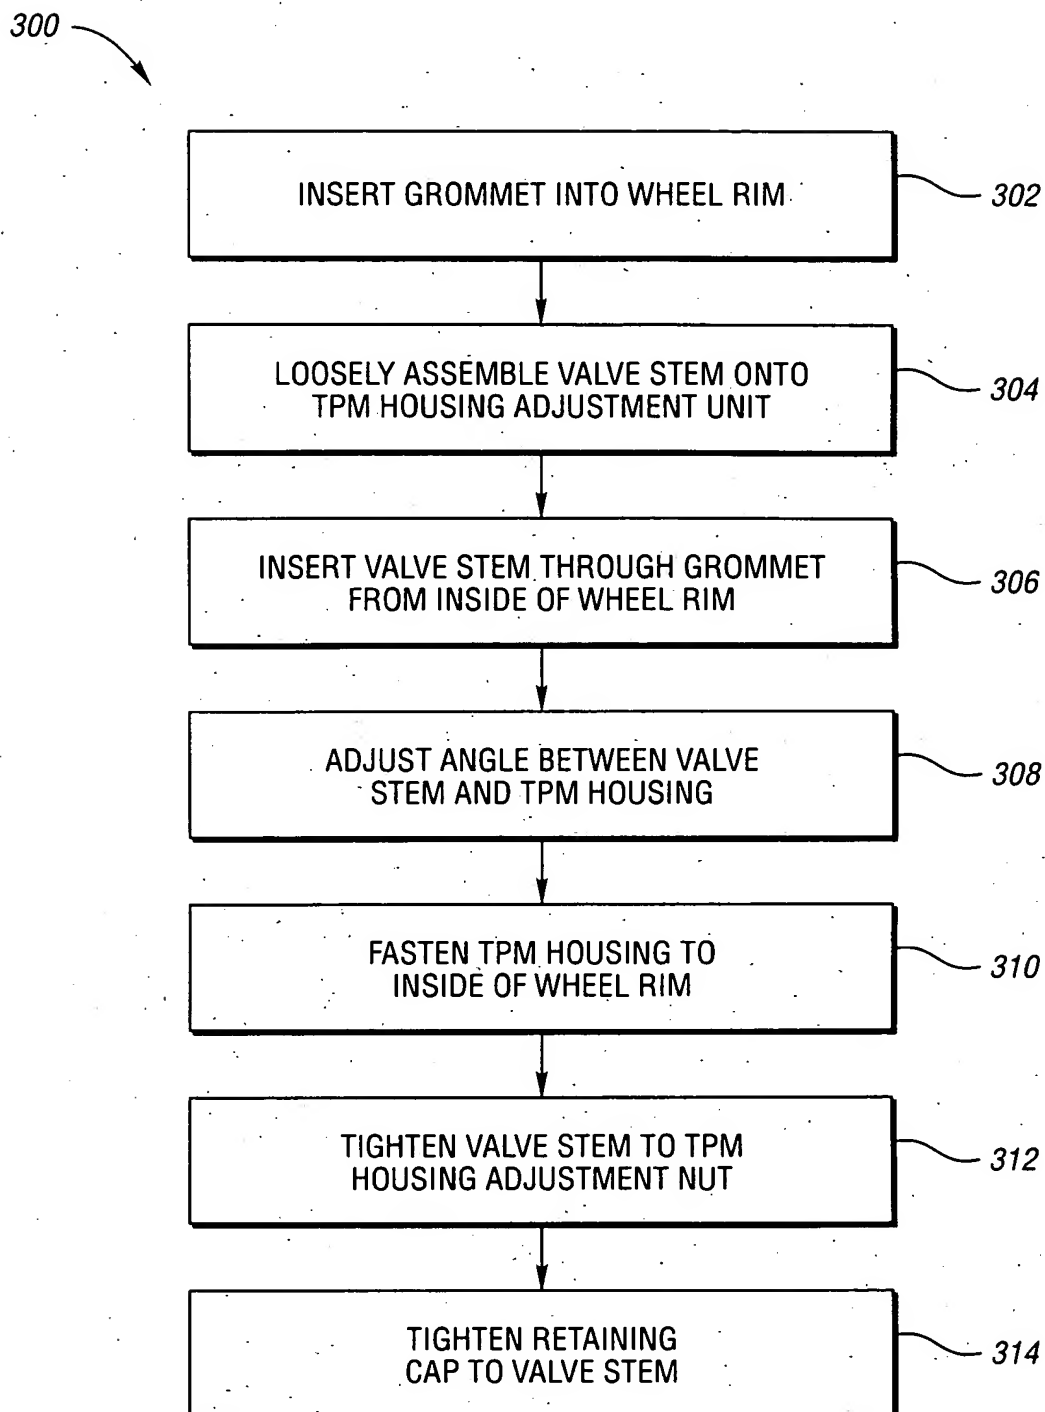 300
INSERT GROMMET INTO WHEEL RIM
302
LOOSELY ASSEMBLE VALVE STEM ONTO
TPM HOUSING ADJUSTMENT UNIT
304
INSERT VALVE STEM THROUGH GROMMET
FROM INSIDE OF WHEEL RIM
306
ADJUST ANGLE BETWEEN VALVE
STEM AND TPM HOUSING
308
FASTEN TPM HOUSING TO
INSIDE OF WHEEL RIM
310
TIGHTEN VALVE STEM TO TPM
HOUSING ADJUSTMENT NUT
312
TIGHTEN RETAINING
CAP TO VALVE STEM
314